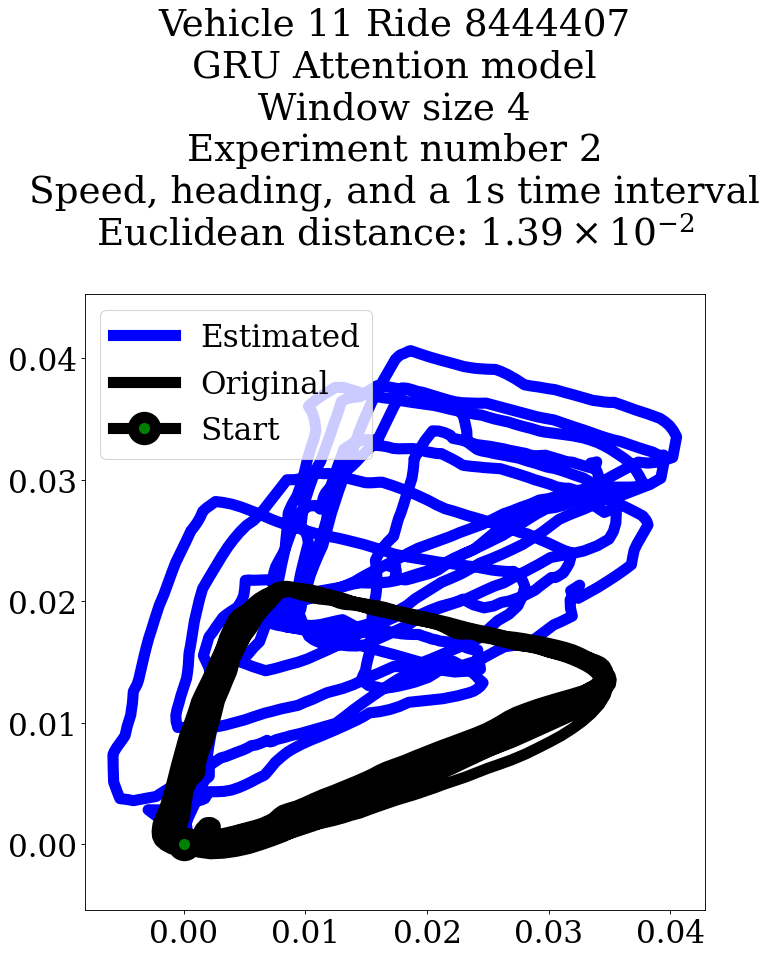 Vehicle 11 Ride 8444407
GRU Attention model
Window size 4
Experiment number 2
Speed, heading, and a 1s time interval
Euclidean distance: 1.39 × 10⁻²
Estimated
Original
Start
0.04
0.03
0.02
0.01
0.00
0.00 0.01 0.02 0.03 0.04